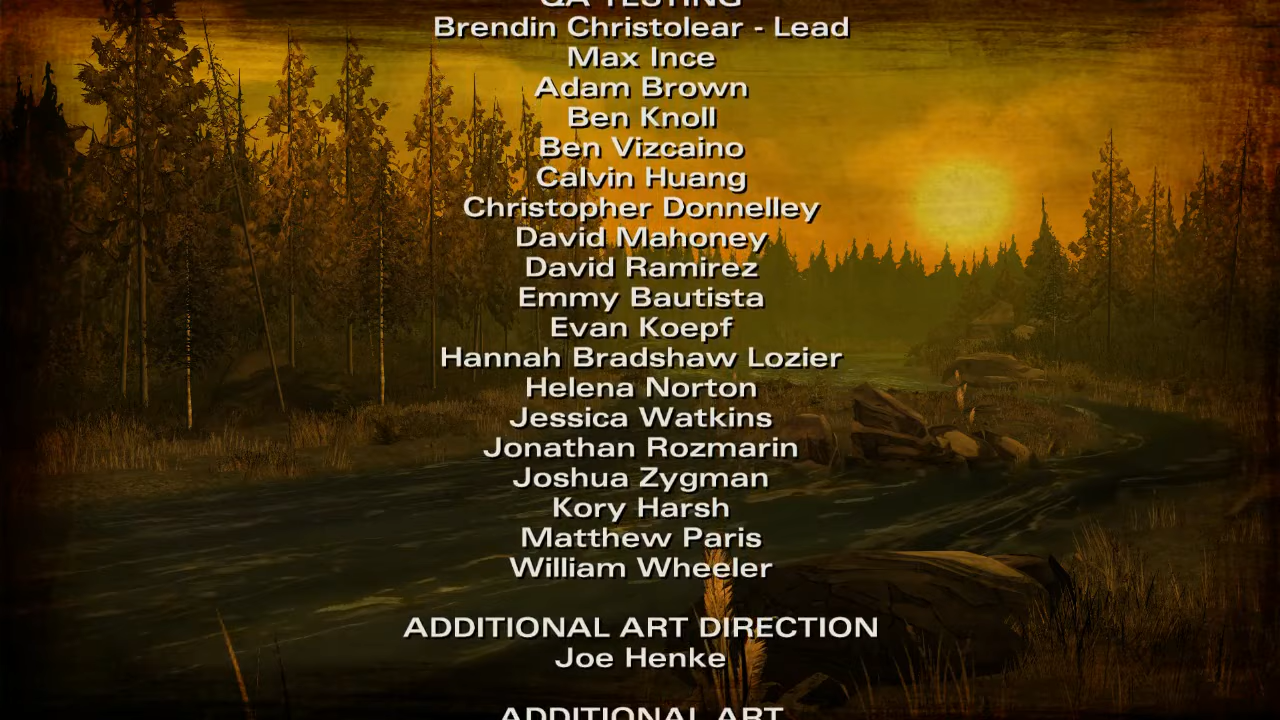 QA TESTING
Brendin Christolear - Lead
Max Ince
Adam Brown
Ben Knoll
Ben Vizcaino
Calvin Huang
Christopher Donnelley
David Mahoney
David Ramirez
Emmy Bautista
Evan Koepf
Hannah Bradshaw Lozier
Helena Norton
Jessica Watkins
Jonathan Rozmarin
Joshua Zygman
Kory Harsh
Matthew Paris
William Wheeler
ADDITIONAL ART DIRECTION
Joe Henke
ADDITIONAL ART